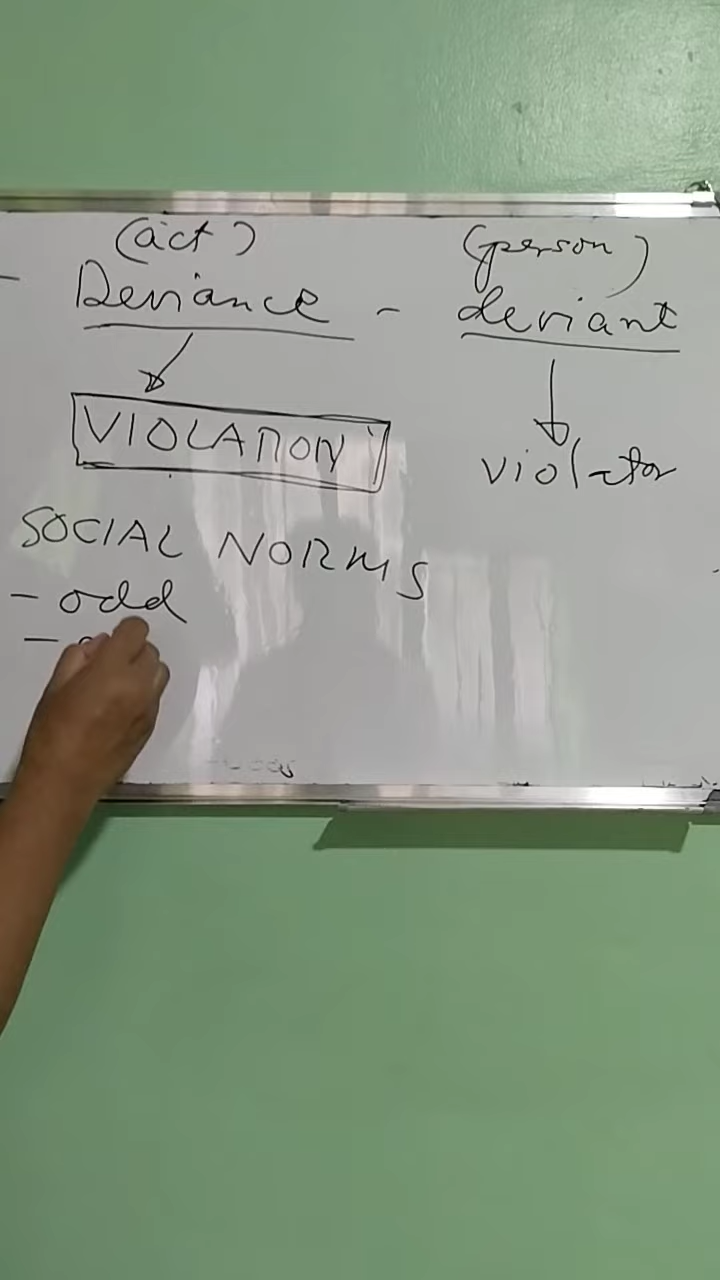 (act) (person)
- Deviance - deviant
VIOLATION violator
SOCIAL NORMS
- odd
-